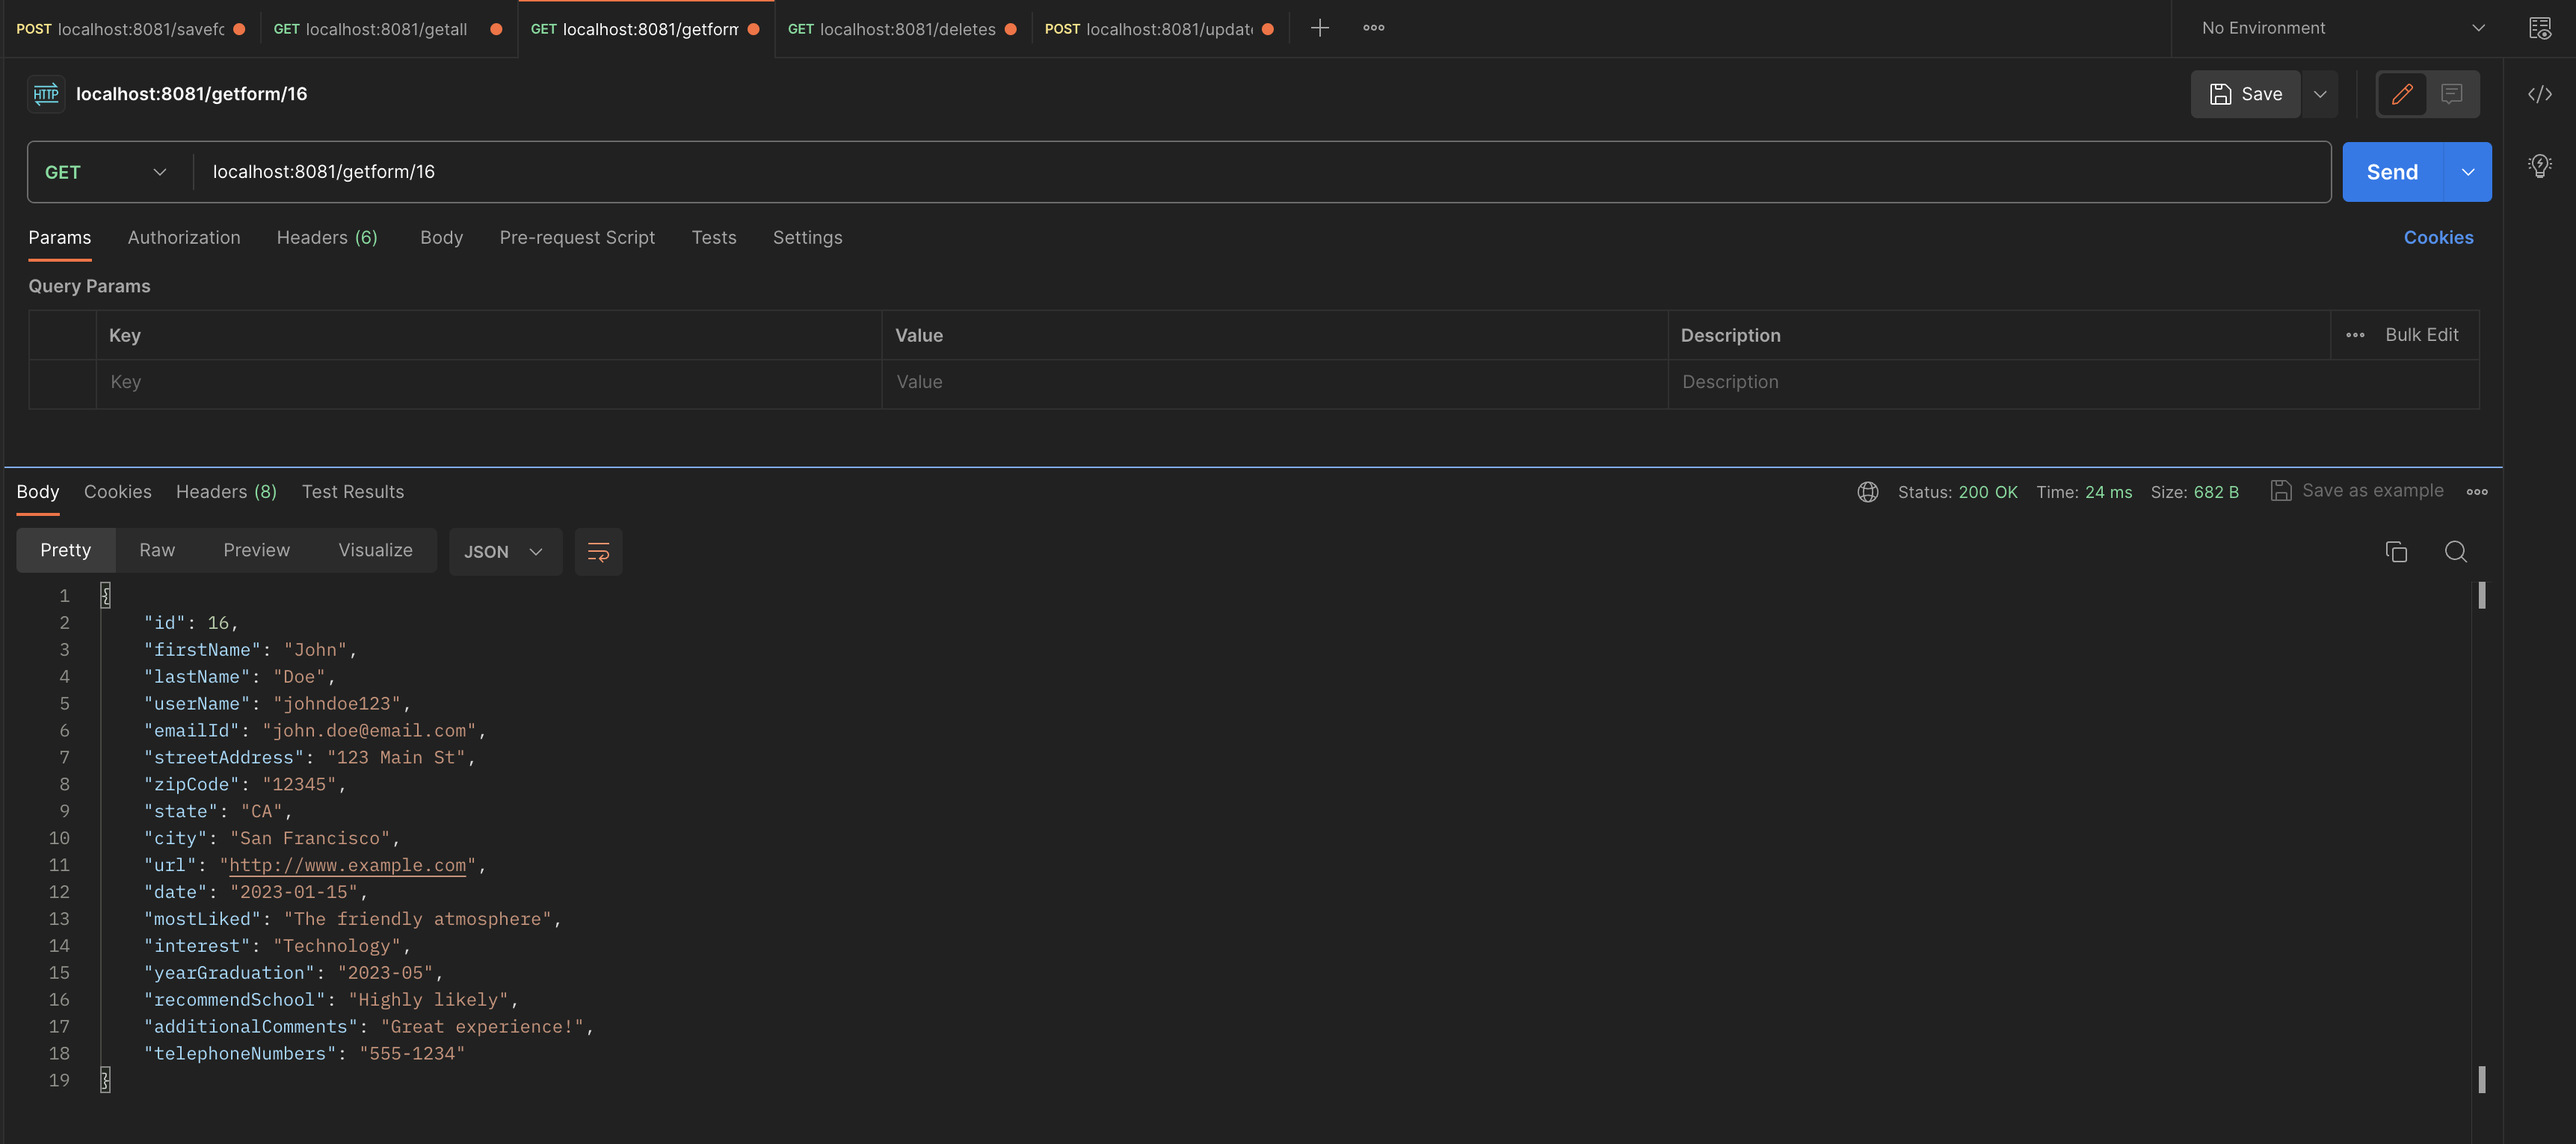 POST localhost:8081/savefo GET localhost:8081/getall GET localhost:8081/getform GET localhost:8081/deletes POST localhost:8081/updat No Environment
HTTP localhost:8081/getform/16 Save
GET localhost:8081/getform/16 Send
Params Authorization Headers (6) Body Pre-request Script Tests Settings Cookies
Query Params
Key Value Description Bulk Edit
Key Value Description
Body Cookies Headers (8) Test Results Status: 200 OK Time: 24 ms Size: 682 B Save as example
Pretty Raw Preview Visualize JSON
1 {
2 "id": 16,
3 "firstName": "John",
4 "lastName": "Doe",
5 "userName": "johndoe123",
6 "emailId": "john.doe@email.com",
7 "streetAddress": "123 Main St",
8 "zipCode": "12345",
9 "state": "CA",
10 "city": "San Francisco",
11 "url": "http://www.example.com",
12 "date": "2023-01-15",
13 "mostLiked": "The friendly atmosphere",
14 "interest": "Technology",
15 "yearGraduation": "2023-05",
16 "recommendSchool": "Highly likely",
17 "additionalComments": "Great experience!",
18 "telephoneNumbers": "555-1234"
19 }